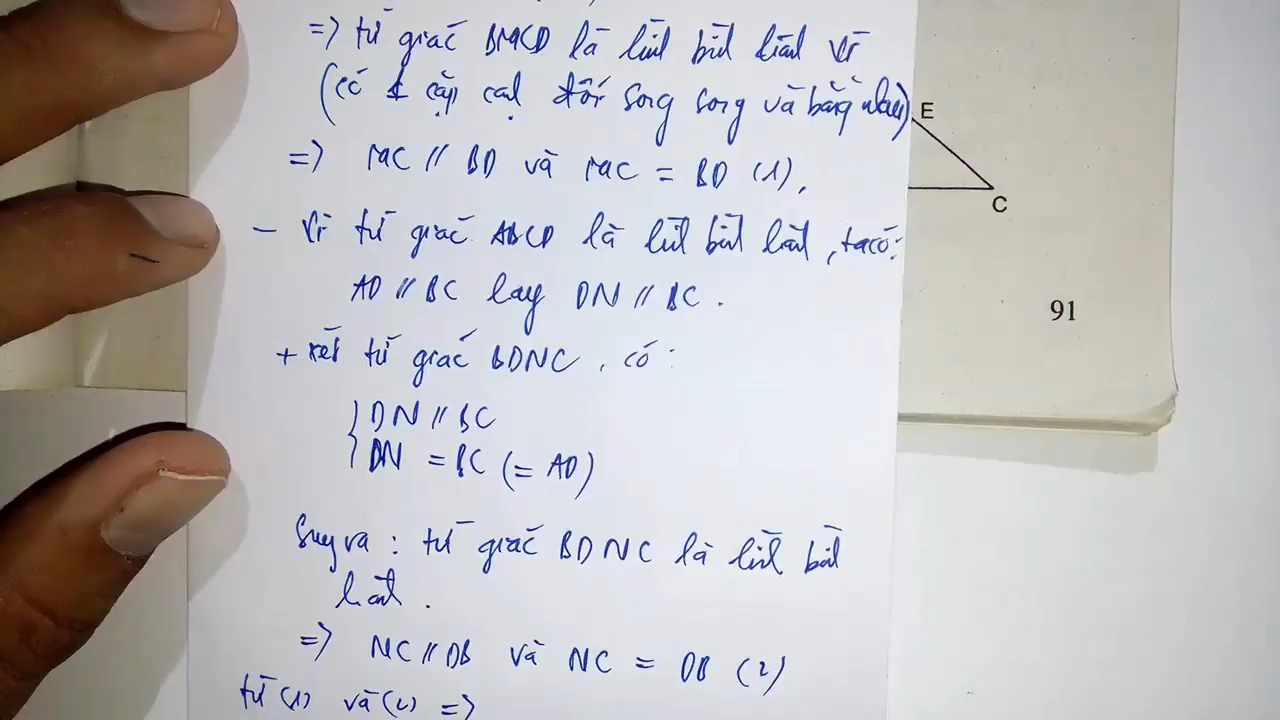 => tứ giác BMCD là hình bình hành vì
(có 1 cặp cạnh đối song song và bằng nhau)
=> MC // BD và MC = BD (1).
- Vì tứ giác ABCD là hình bình hành, ta có:
AD // BC hay DN // BC.
+ xét tứ giác BDNC, có:
{ DN // BC
DN = BC (= AD)
Suy ra: tứ giác BDNC là hình bình
hành.
=> NC // DB và NC = DB (2)
từ (1) và (2) =>
E
C
91